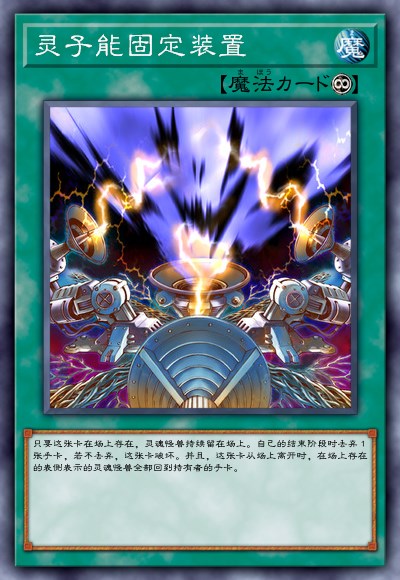 灵子能固定装置
魔
【魔法カード】
まほう
只要这张卡在场上存在，灵魂怪兽持续留在场上。自己的结束阶段时丢弃1
张手卡，若不丢弃，这张卡破坏。并且，这张卡从场上离开时，在场上存在
的表侧表示的灵魂怪兽全部回到持有者的手卡。